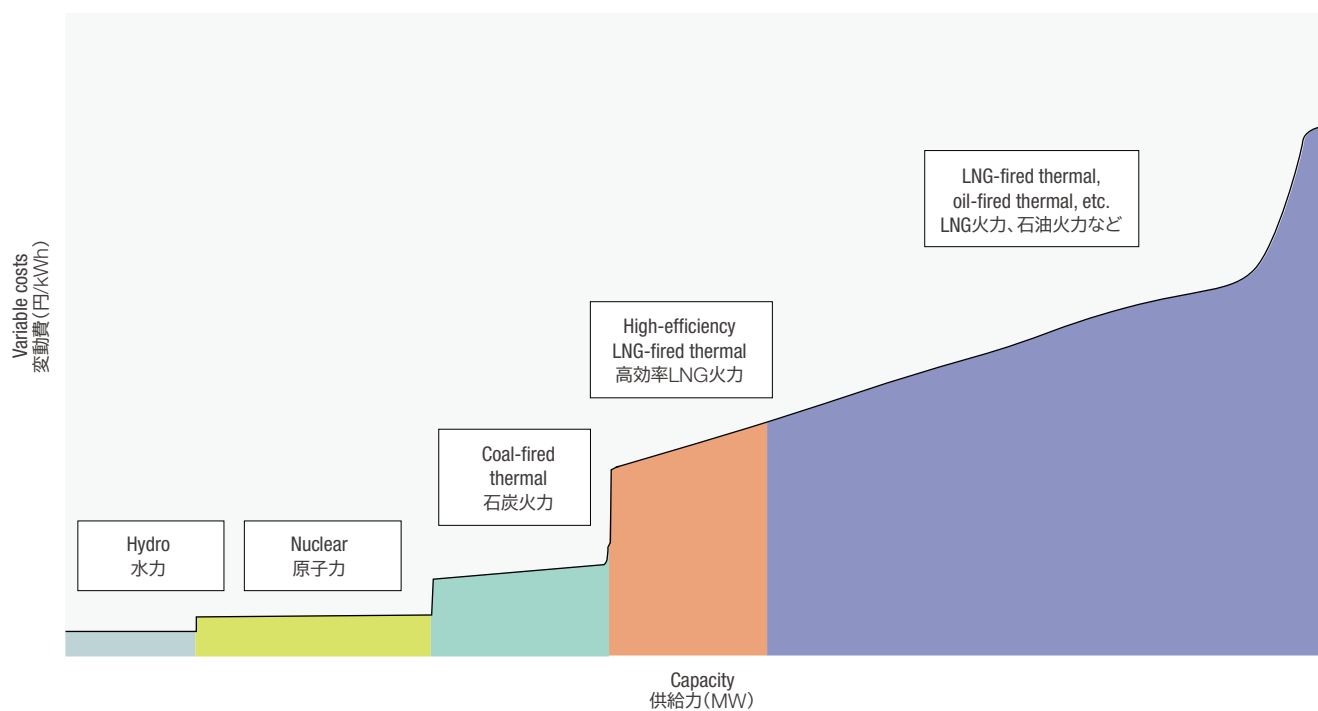 Variable costs
変動費(円/kWh)
Hydro
水力
Nuclear
原子力
Coal-fired
thermal
石炭火力
High-efficiency
LNG-fired thermal
高効率LNG火力
LNG-fired thermal,
oil-fired thermal, etc.
LNG火力、石油火力など
Capacity
供給力(MW)